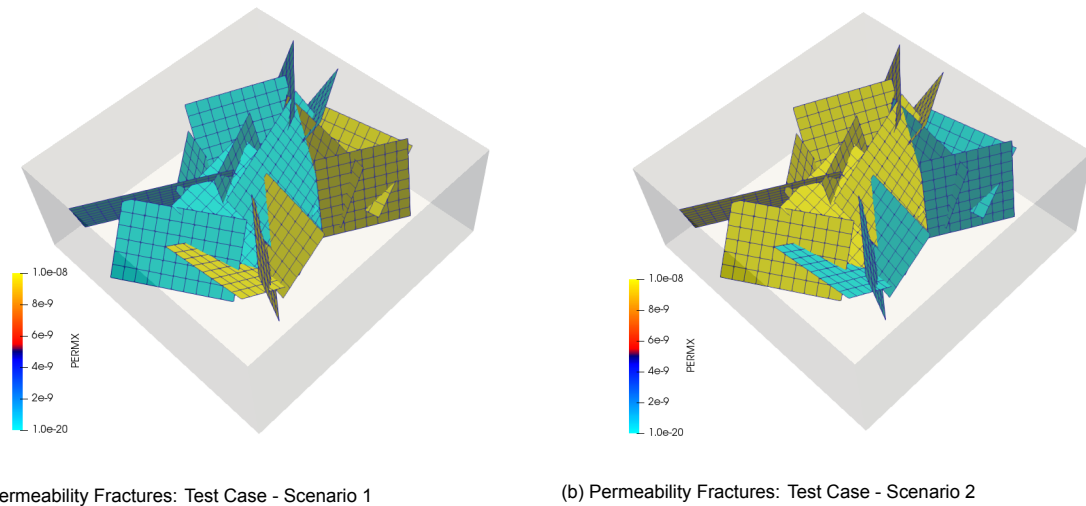 1.0e-08
8e-9
6e-9
4e-9
2e-9
1.0e-20
PERMX
ermeability Fractures: Test Case - Scenario 1
1.0e-08
8e-9
6e-9
4e-9
2e-9
1.0e-20
PERMX
(b) Permeability Fractures: Test Case - Scenario 2